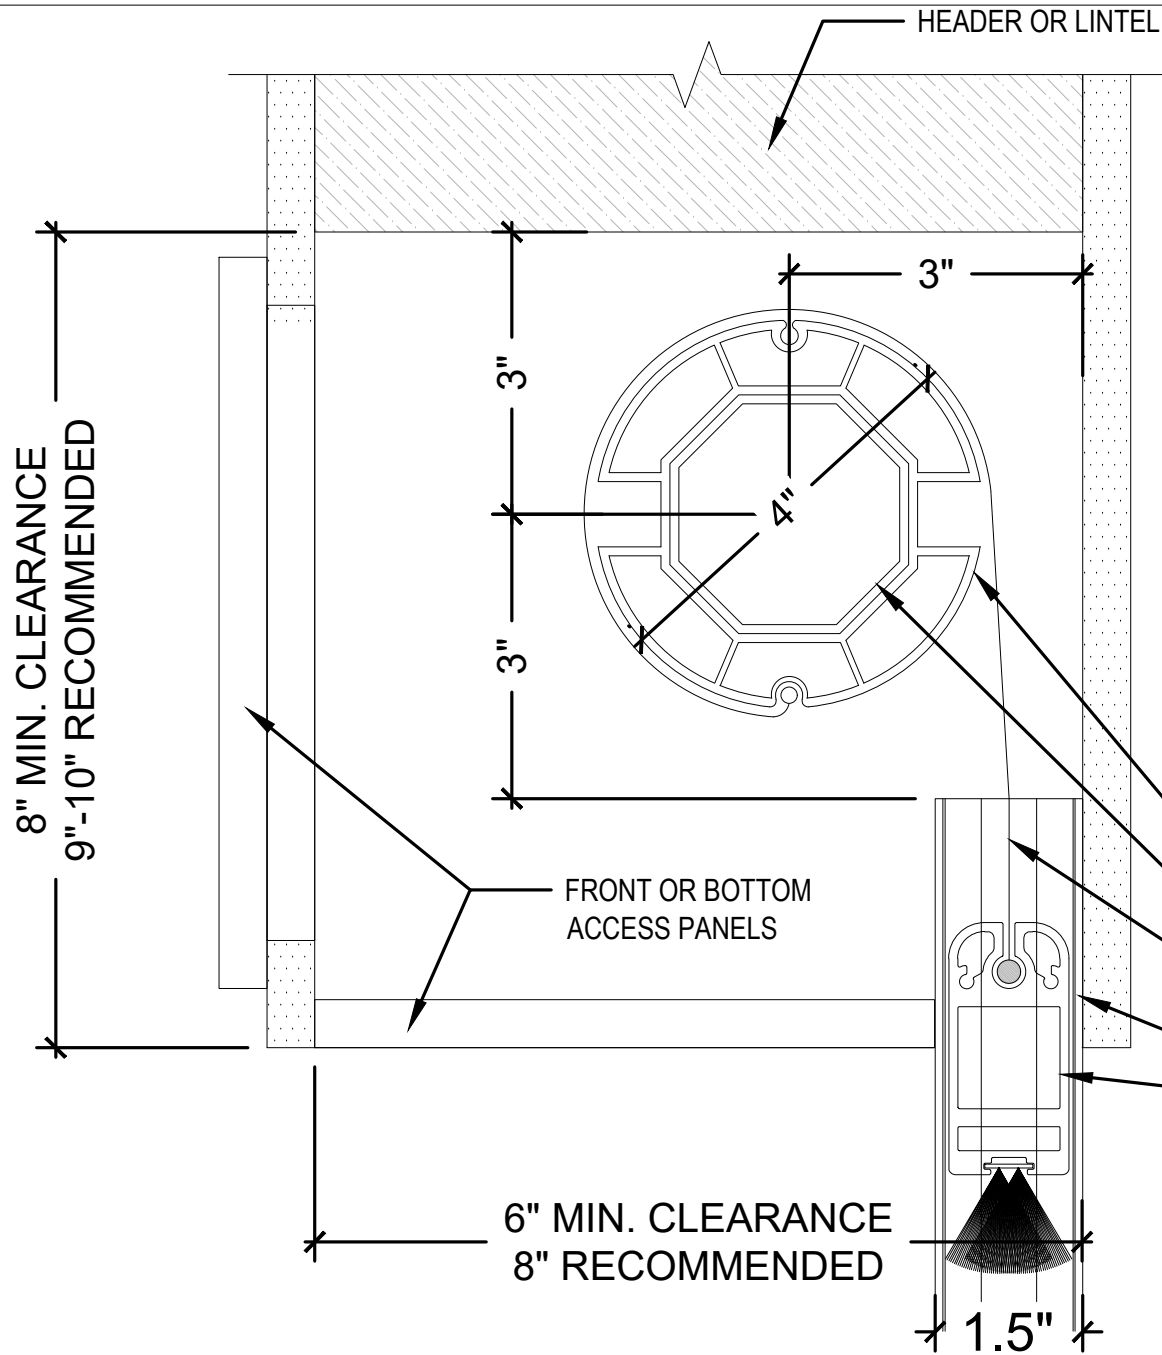 HEADER OR LINTEL
3"
3"
4"
3"
8" MIN. CLEARANCE
9"-10" RECOMMENDED
FRONT OR BOTTOM
ACCESS PANELS
6" MIN. CLEARANCE
8" RECOMMENDED
1.5"